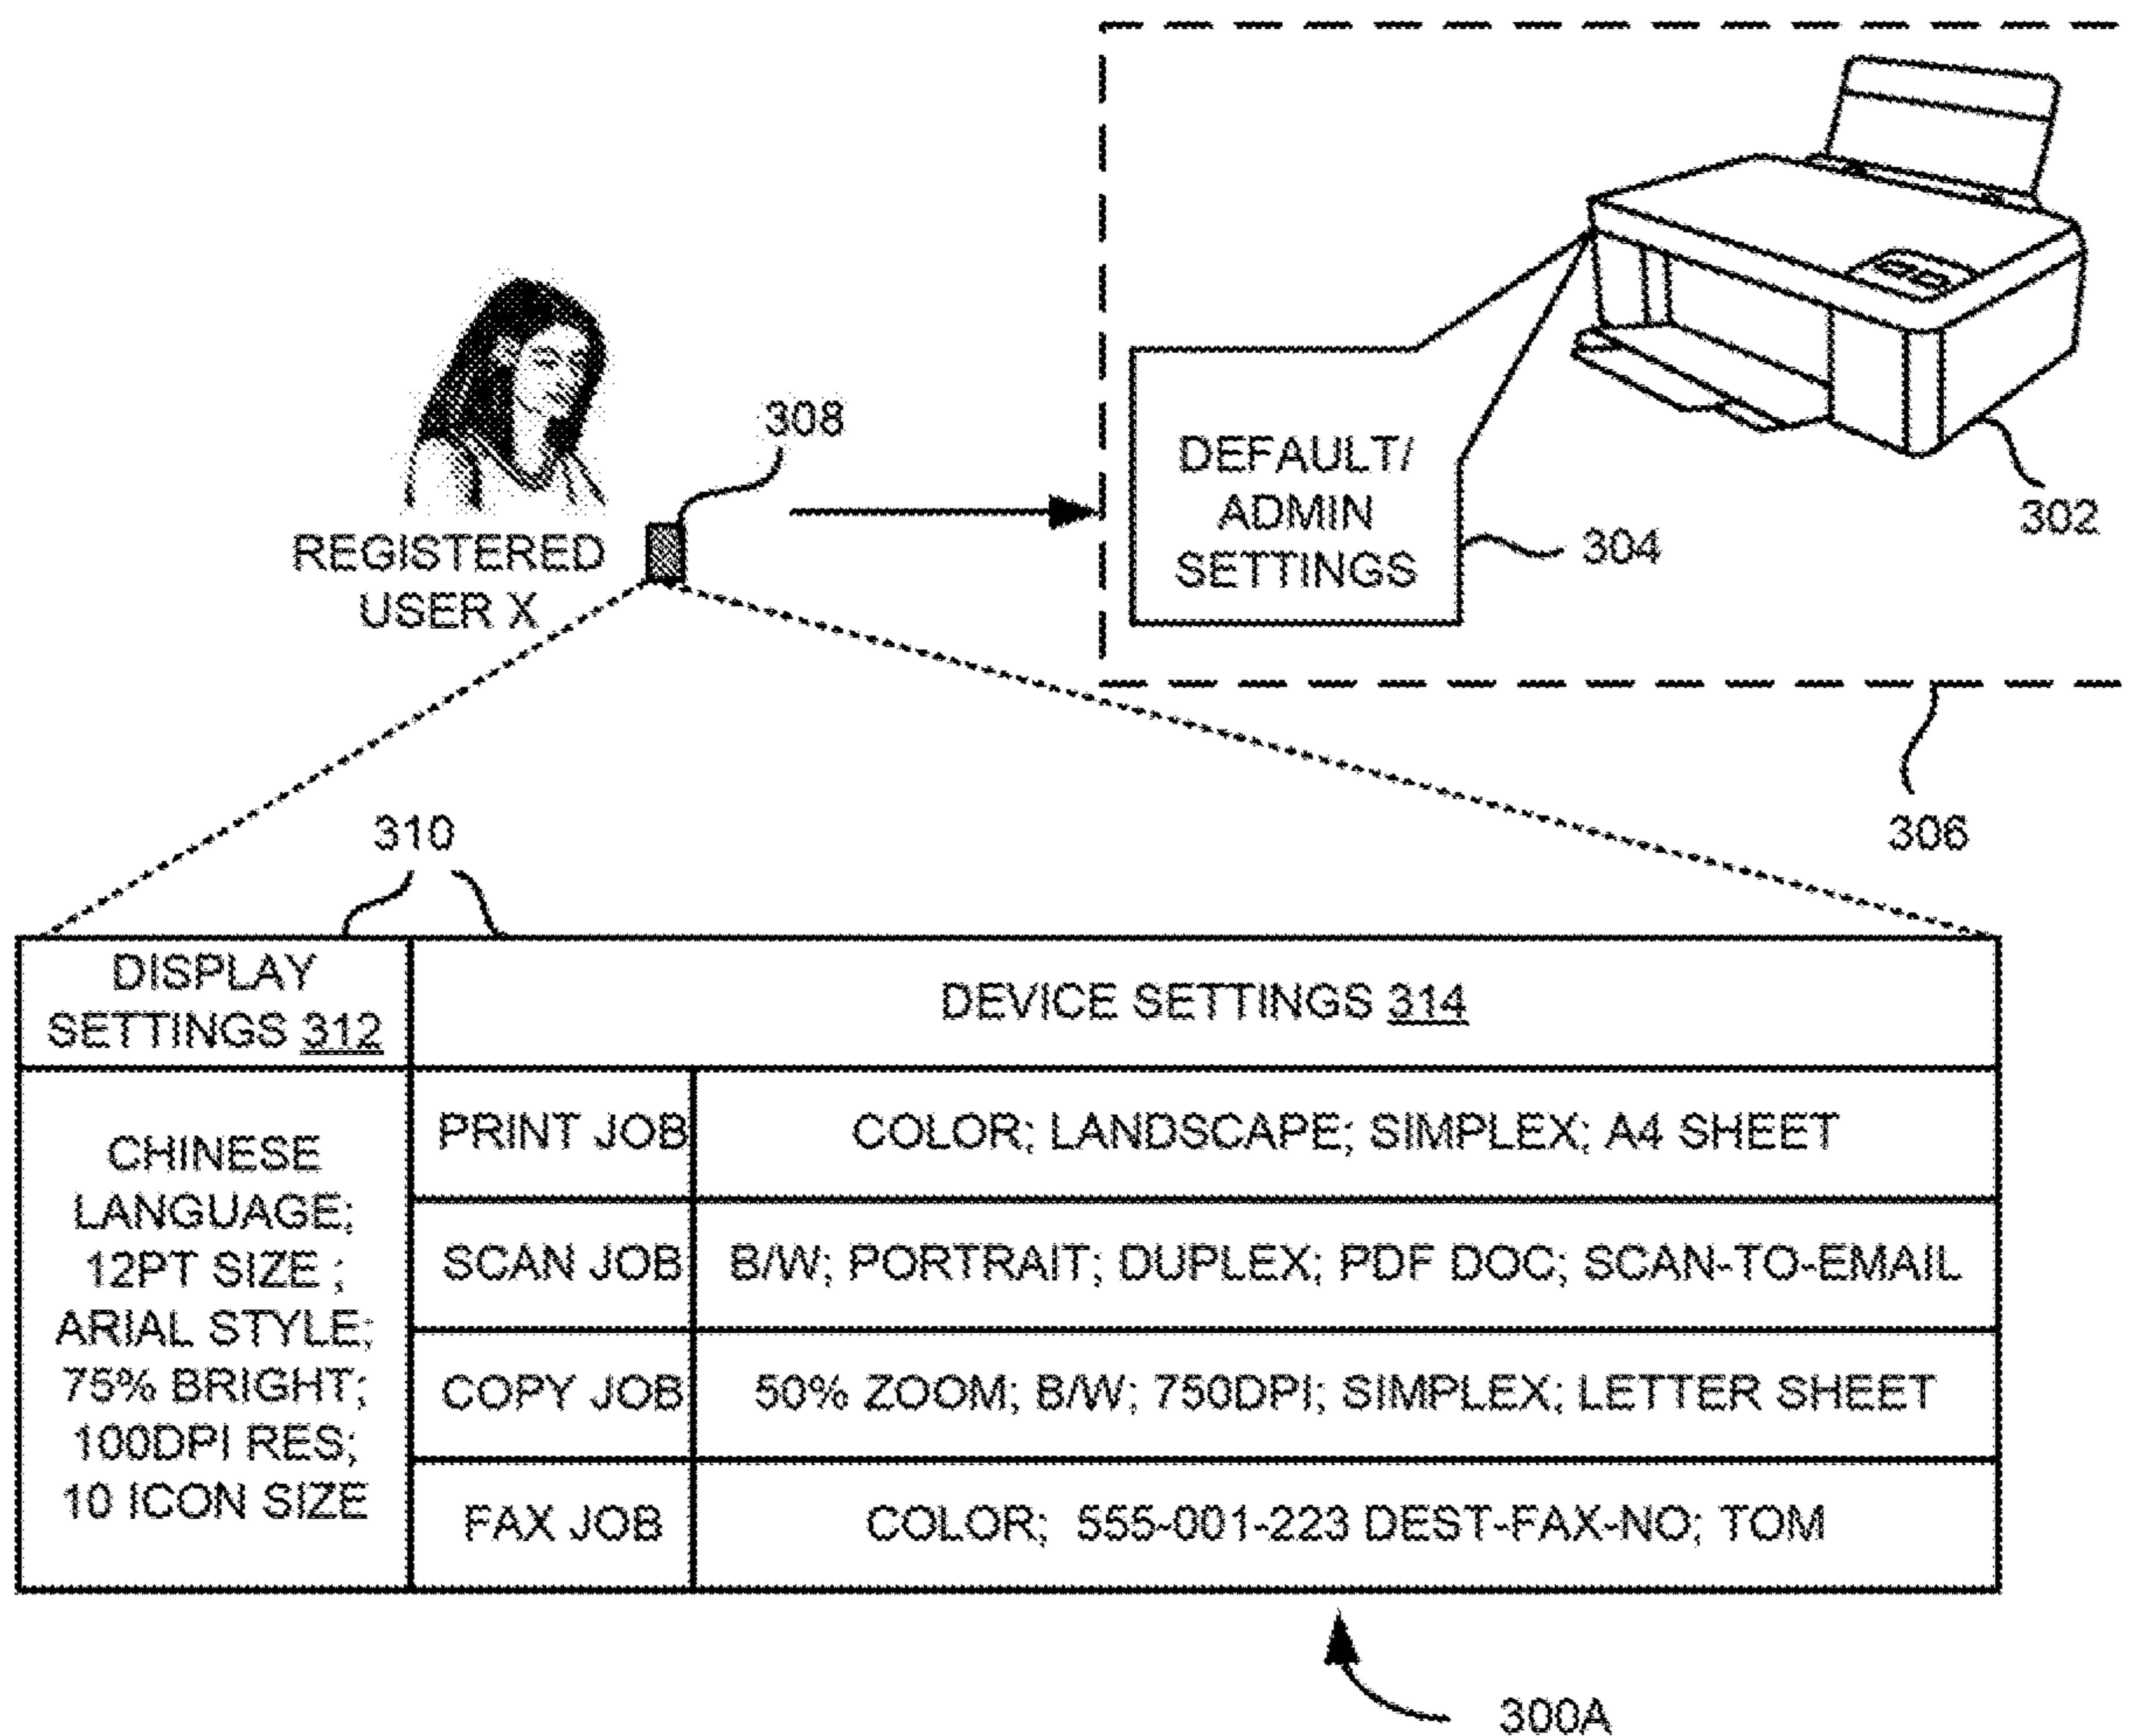 308
REGISTERED
USER X
DEFAULT/
ADMIN
SETTINGS
304
302
306
310
DISPLAY
SETTINGS 312
DEVICE SETTINGS 314
CHINESE
LANGUAGE;
12PT SIZE ;
ARIAL STYLE;
75% BRIGHT;
100DPI RES;
10 ICON SIZE
PRINT JOB
COLOR; LANDSCAPE; SIMPLEX; A4 SHEET
SCAN JOB
B/W; PORTRAIT; DUPLEX; PDF DOC; SCAN-TO-EMAIL
COPY JOB
50% ZOOM; B/W; 750DPI; SIMPLEX; LETTER SHEET
FAX JOB
COLOR; 555-001-223 DEST-FAX-NO; TOM
300A